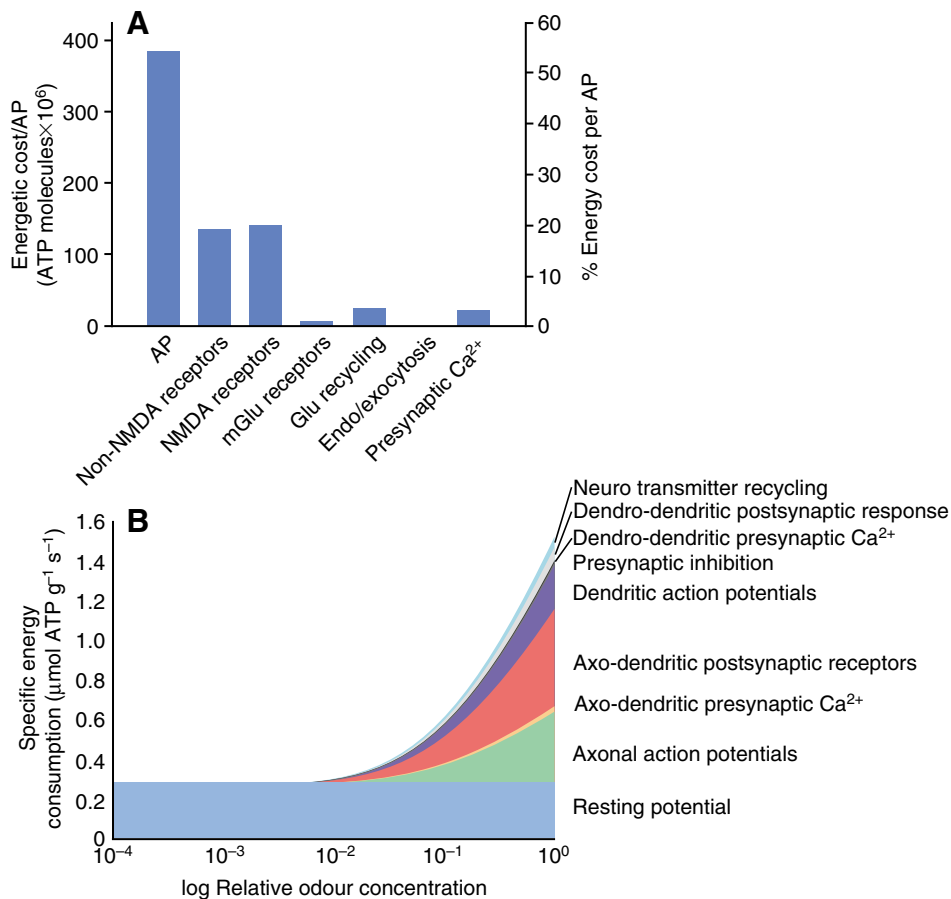 A
Energetic cost/AP
(ATP molecules×10⁶)
400
300
200
100
0
60
50
40
30
20
10
0
% Energy cost per AP
AP
Non-NMDA receptors
NMDA receptors
mGlu receptors
Glu recycling
Endo/exocytosis
Presynaptic Ca²⁺
B
Specific energy
consumption (μmol ATP g⁻¹ s⁻¹)
1.6
1.4
1.2
1.0
0.8
0.6
0.4
0.2
0
10⁻⁴
10⁻³
10⁻²
10⁻¹
10⁰
log Relative odour concentration
Neuro transmitter recycling
Dendro-dendritic postsynaptic response
Dendro-dendritic presynaptic Ca²⁺
Presynaptic inhibition
Dendritic action potentials
Axo-dendritic postsynaptic receptors
Axo-dendritic presynaptic Ca²⁺
Axonal action potentials
Resting potential